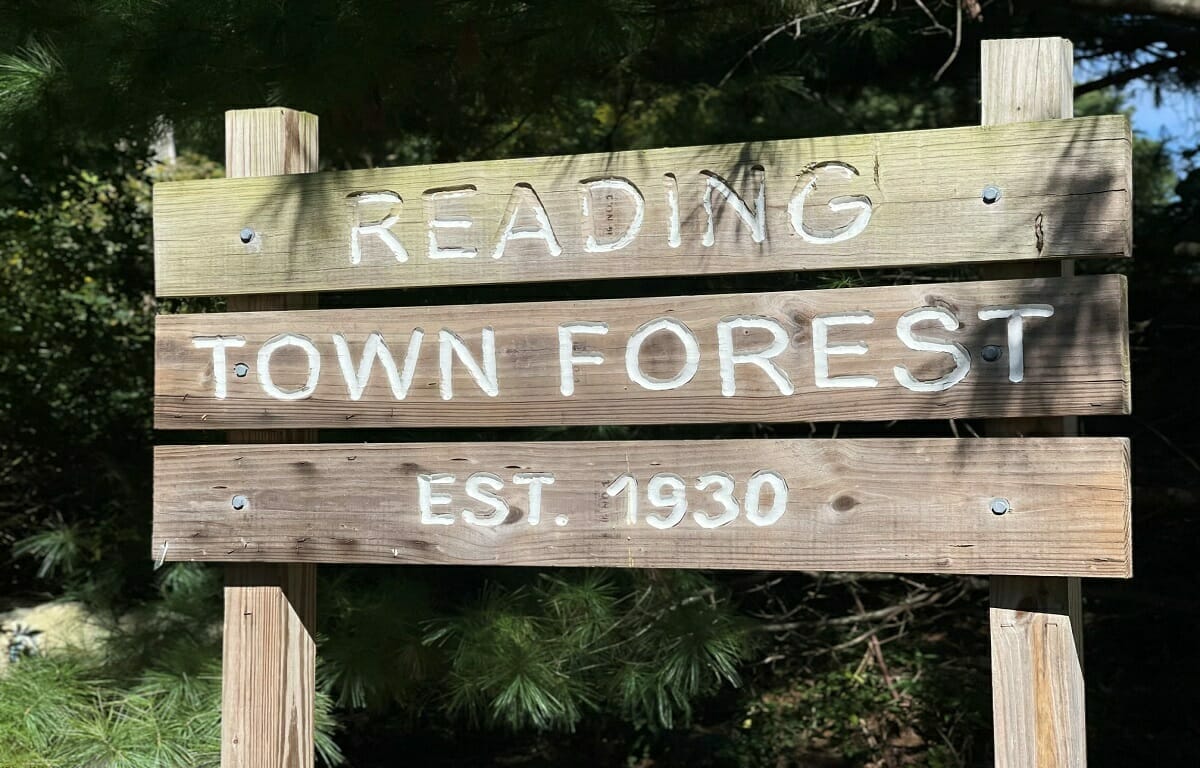 READING
TOWN FOREST
EST. 1930